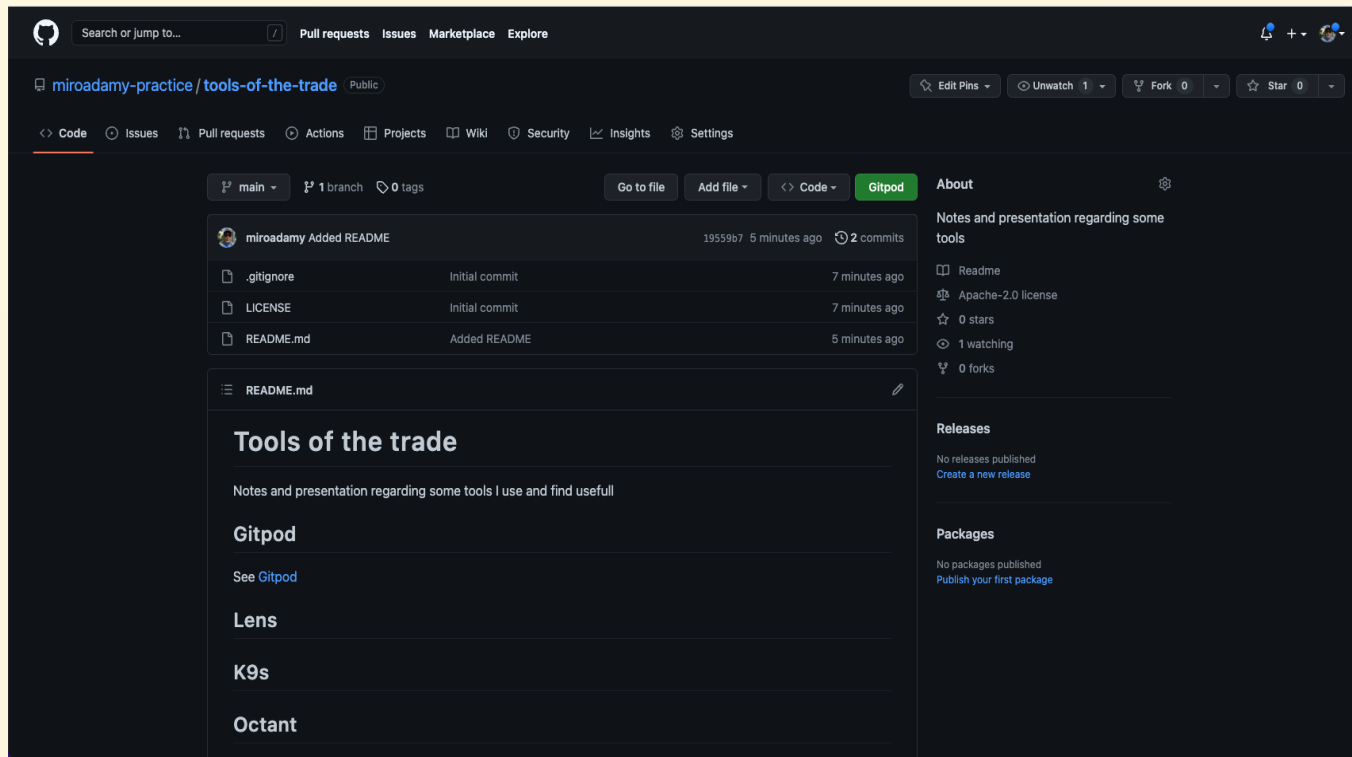 Search or jump to... /
Pull requests Issues Marketplace Explore
miroadamy-practice / tools-of-the-trade Public
Edit Pins Unwatch 1 Fork 0 Star 0
<> Code Issues Pull requests Actions Projects Wiki Security Insights Settings
main 1 branch 0 tags
Go to file Add file <> Code Gitpod
miroadamy Added README 19559b7 5 minutes ago 2 commits
.gitignore Initial commit 7 minutes ago
LICENSE Initial commit 7 minutes ago
README.md Added README 5 minutes ago
README.md
Tools of the trade
Notes and presentation regarding some tools I use and find usefull
Gitpod
See Gitpod
Lens
K9s
Octant
About
Notes and presentation regarding some
tools
Readme
Apache-2.0 license
0 stars
1 watching
0 forks
Releases
No releases published
Create a new release
Packages
No packages published
Publish your first package